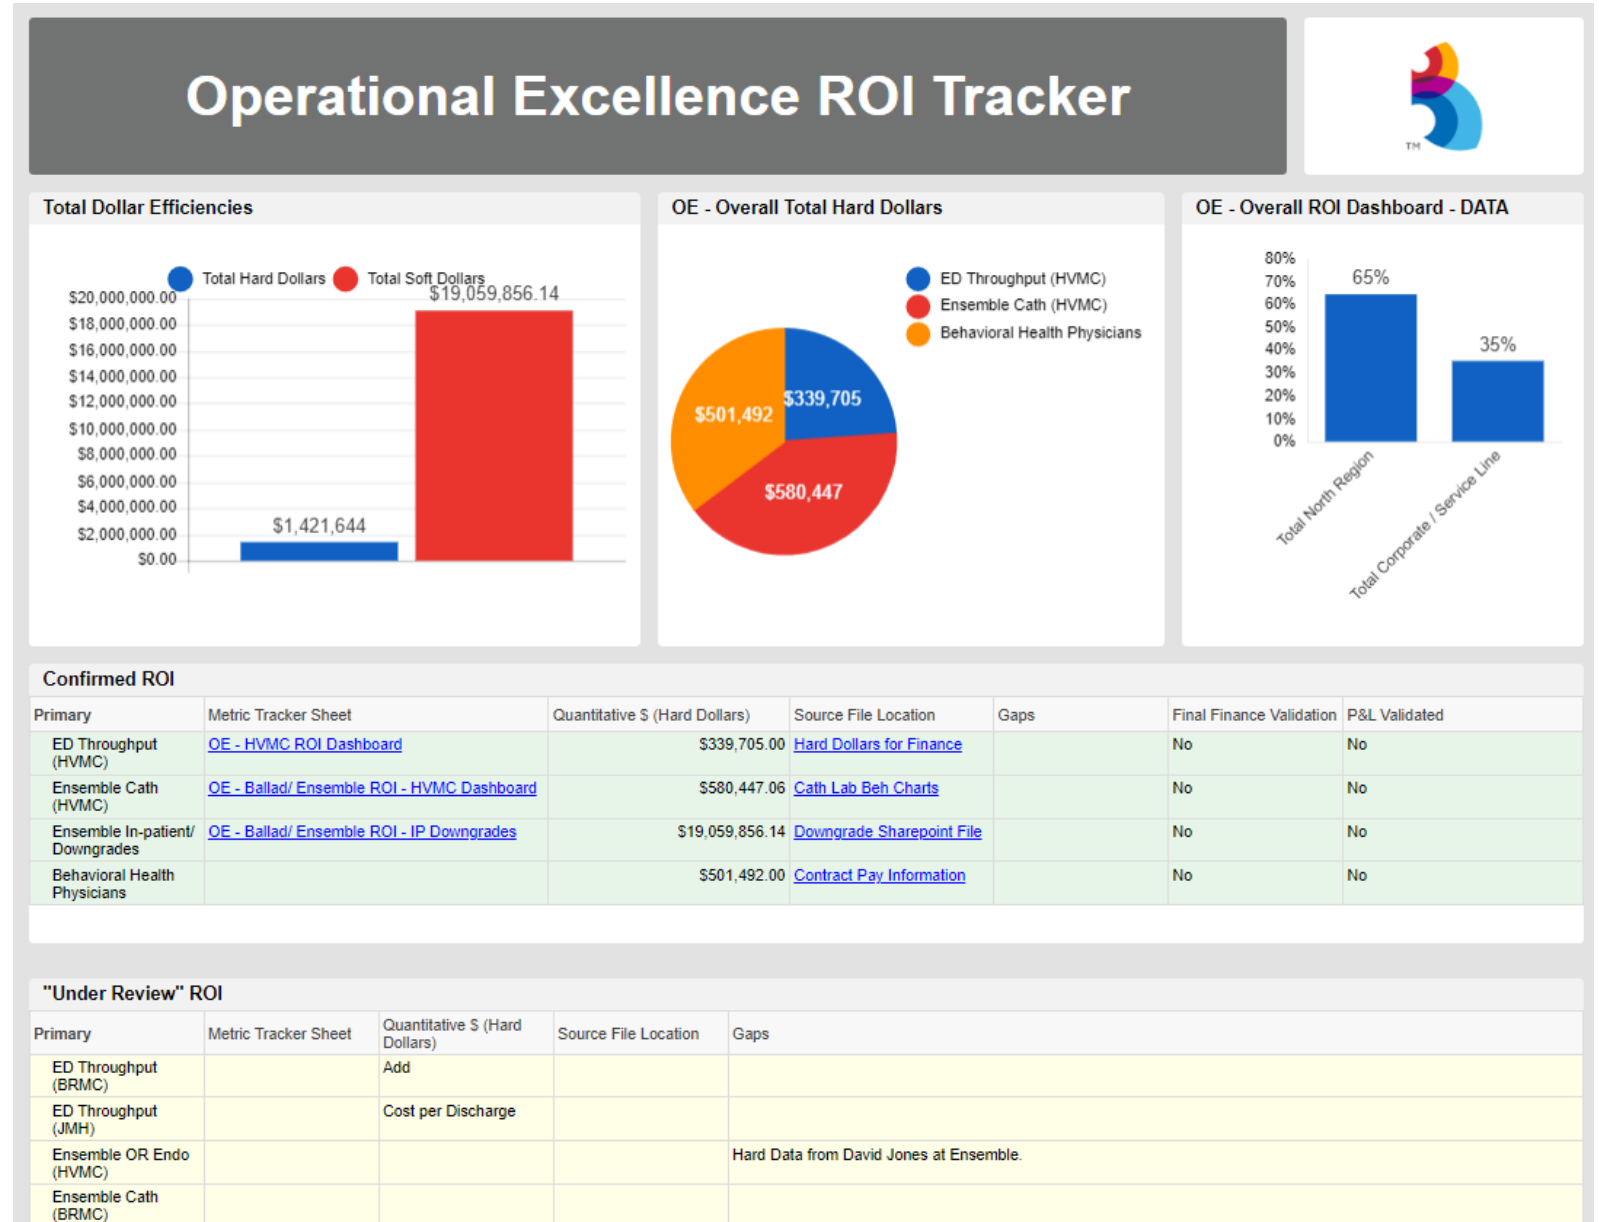 Operational Excellence ROI Tracker
TM
Total Dollar Efficiencies
Total Hard Dollars
Total Soft Dollars
$20,000,000.00
$18,000,000.00
$16,000,000.00
$14,000,000.00
$12,000,000.00
$10,000,000.00
$8,000,000.00
$6,000,000.00
$4,000,000.00
$2,000,000.00
$0.00
$1,421,644
$19,059,856.14
OE - Overall Total Hard Dollars
ED Throughput (HVMC)
Ensemble Cath (HVMC)
Behavioral Health Physicians
$501,492
$339,705
$580,447
OE - Overall ROI Dashboard - DATA
80%
70%
60%
50%
40%
30%
20%
10%
0%
65%
35%
Total North Region
Total Corporate / Service Line
Confirmed ROI
Primary Metric Tracker Sheet Quantitative $ (Hard Dollars) Source File Location Gaps Final Finance Validation P&L Validated
ED Throughput (HVMC) OE - HVMC ROI Dashboard $339,705.00 Hard Dollars for Finance No No
Ensemble Cath (HVMC) OE - Ballad/ Ensemble ROI - HVMC Dashboard $580,447.06 Cath Lab Beh Charts No No
Ensemble In-patient/ Downgrades OE - Ballad/ Ensemble ROI - IP Downgrades $19,059,856.14 Downgrade Sharepoint File No No
Behavioral Health Physicians $501,492.00 Contract Pay Information No No
"Under Review" ROI
Primary Metric Tracker Sheet Quantitative $ (Hard Dollars) Source File Location Gaps
ED Throughput (BRMC) Add
ED Throughput (JMH) Cost per Discharge
Ensemble OR Endo (HVMC) Hard Data from David Jones at Ensemble.
Ensemble Cath (BRMC)